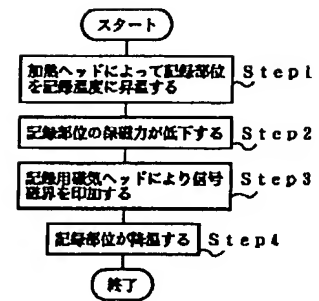 スタート
加熱ヘッドによって記録部位 Step1
を記録温度に昇温する
記録部位の保磁力が低下する Step2
記録用磁気ヘッドにより信号 Step3
磁界を印加する
記録部位が降温する Step4
終了